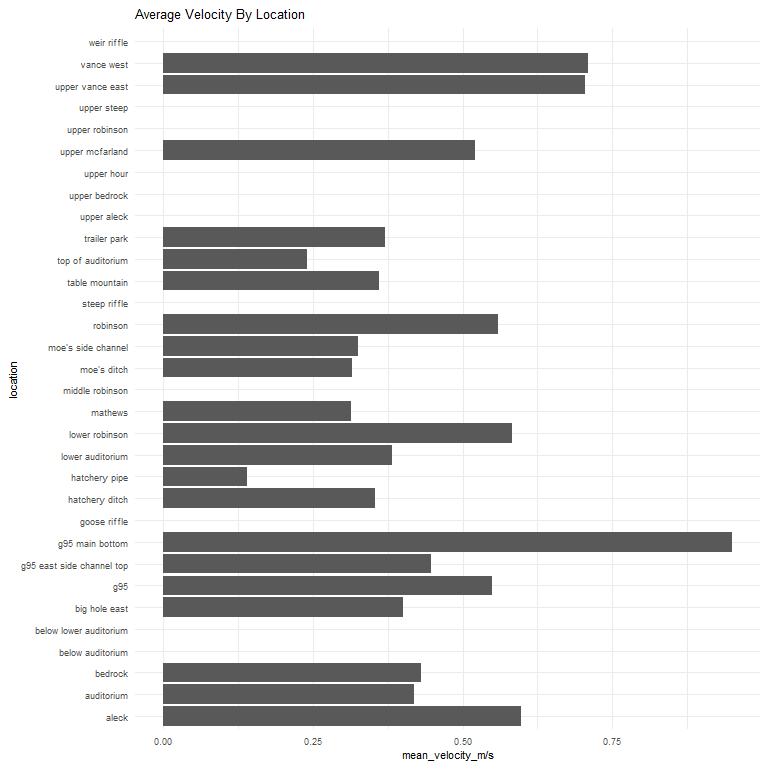 Average Velocity By Location
weir riffle
vance west
upper vance east
upper steep
upper robinson
upper mcfarland
upper hour
upper bedrock
upper aleck
trailer park
top of auditorium
table mountain
steep riffle
robinson
moe's side channel
moe's ditch
middle robinson
mathews
lower robinson
lower auditorium
hatchery pipe
hatchery ditch
goose riffle
g95 main bottom
g95 east side channel top
g95
big hole east
below lower auditorium
below auditorium
bedrock
auditorium
aleck
location
0.00 0.25 0.50 0.75
mean_velocity_m/s